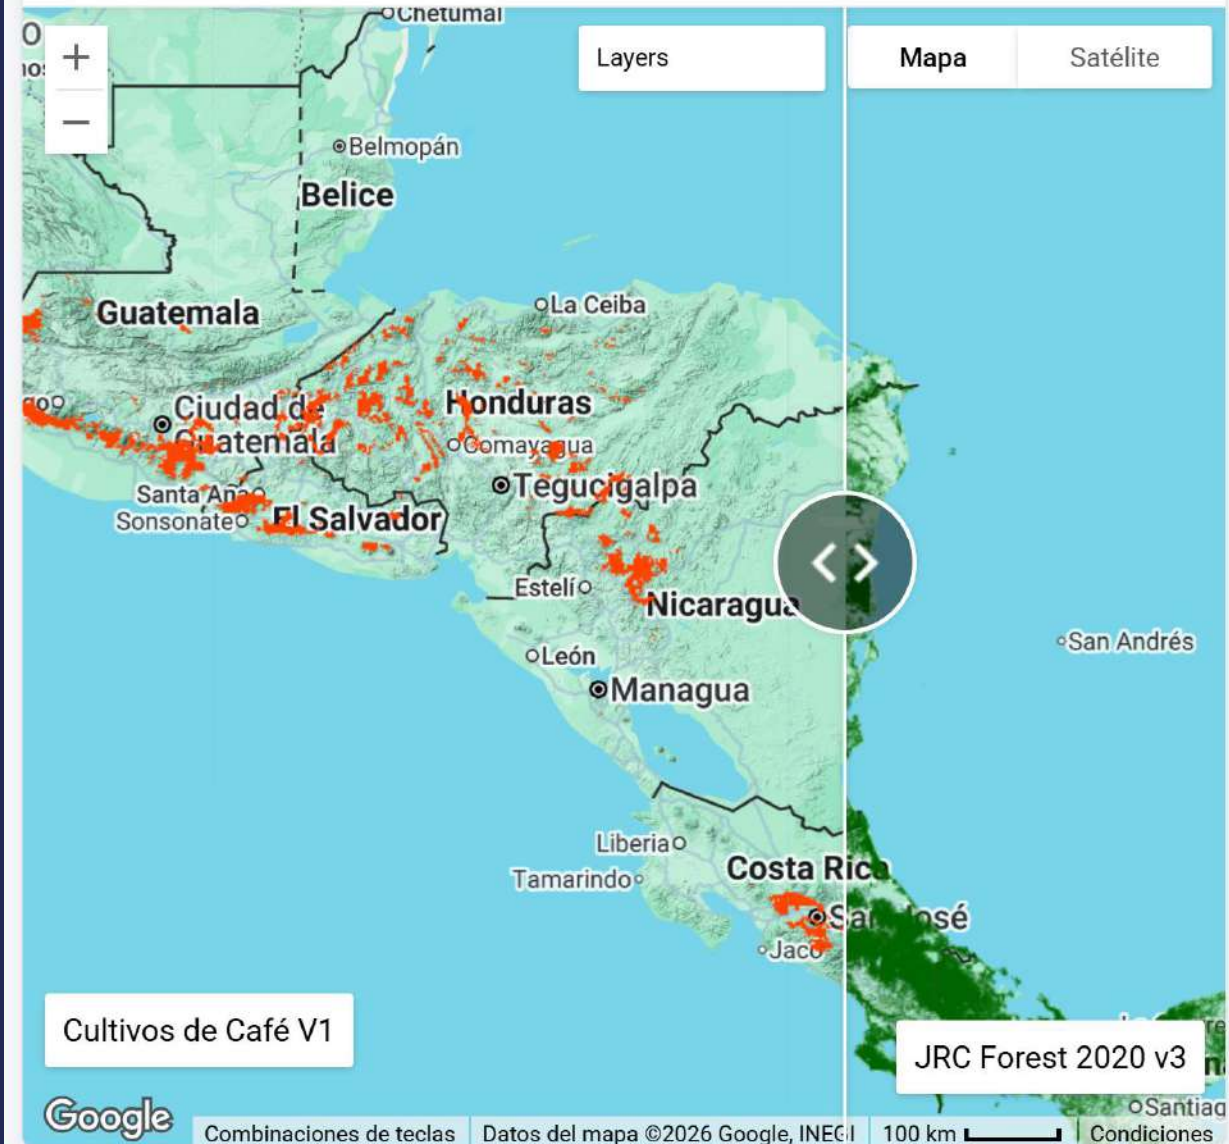 Chetumal
Layers
Mapa
Satélite
Belmopán
Belice
La Ceiba
Guatemala
Ciudad de
Guatemala
Honduras
Comayagua
Tegucigalpa
Santa Ana
Sonsonate
El Salvador
Estelí
Nicaragua
San Andrés
León
Managua
Liberia
Costa Rica
Tamarindo
San José
Jacó
Cultivos de Café V1
JRC Forest 2020 v3
Google
Combinaciones de teclas
Datos del mapa ©2026 Google, INEGI
100 km
Condiciones